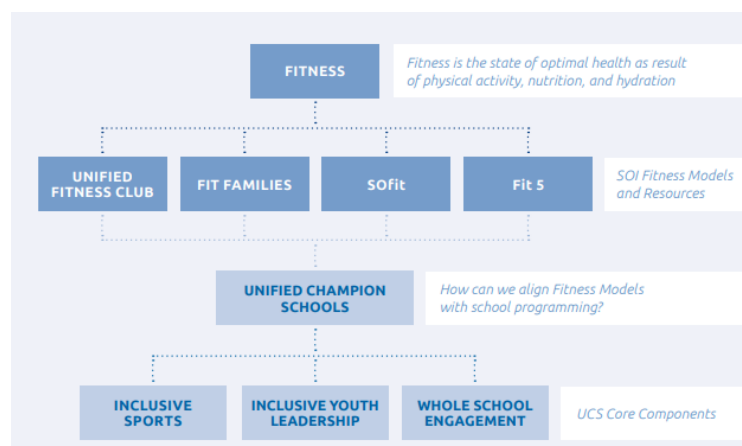 FITNESS
Fitness is the state of optimal health as result
of physical activity, nutrition, and hydration
UNIFIED
FITNESS CLUB
FIT FAMILIES
SOfit
Fit 5
SOI Fitness Models
and Resources
UNIFIED CHAMPION
SCHOOLS
How can we align Fitness Models
with school programming?
INCLUSIVE
SPORTS
INCLUSIVE YOUTH
LEADERSHIP
WHOLE SCHOOL
ENGAGEMENT
UCS Core Components